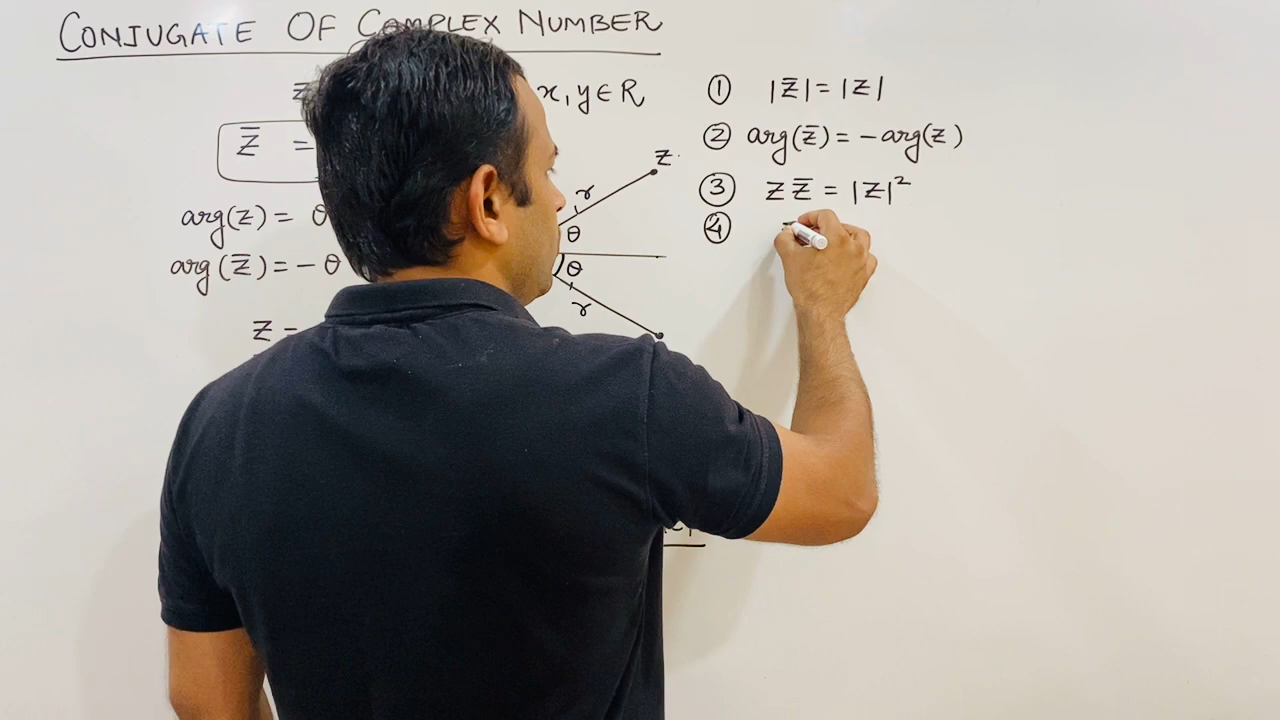 CONJUGATE OF COMPLEX NUMBER
x, y ∈ R
z̄ =
arg(z) = θ
arg(z̄) = - θ
z =
z
r
θ
θ
r
① |z̄| = |z|
② arg(z̄) = - arg(z)
③ z z̄ = |z|²
④